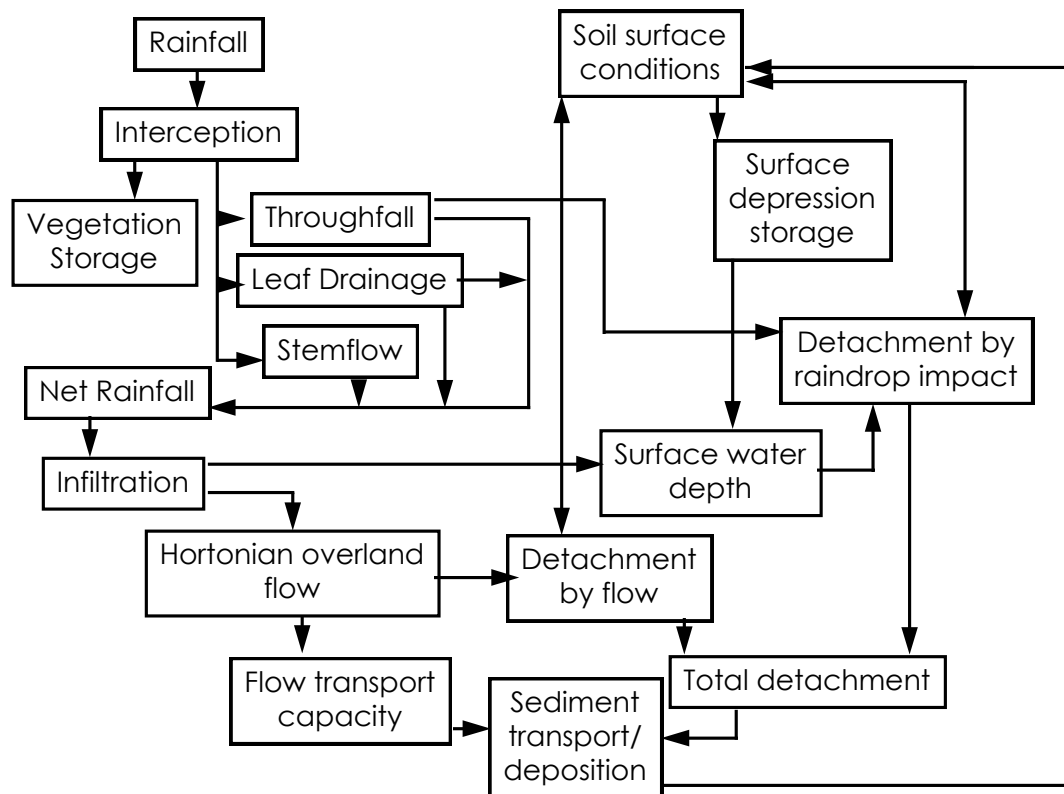 Rainfall
Interception
Vegetation
Storage
Throughfall
Leaf Drainage
Stemflow
Net Rainfall
Infiltration
Hortonian overland
flow
Flow transport
capacity
Soil surface
conditions
Surface
depression
storage
Detachment by
raindrop impact
Surface water
depth
Detachment
by flow
Total detachment
Sediment
transport/
deposition